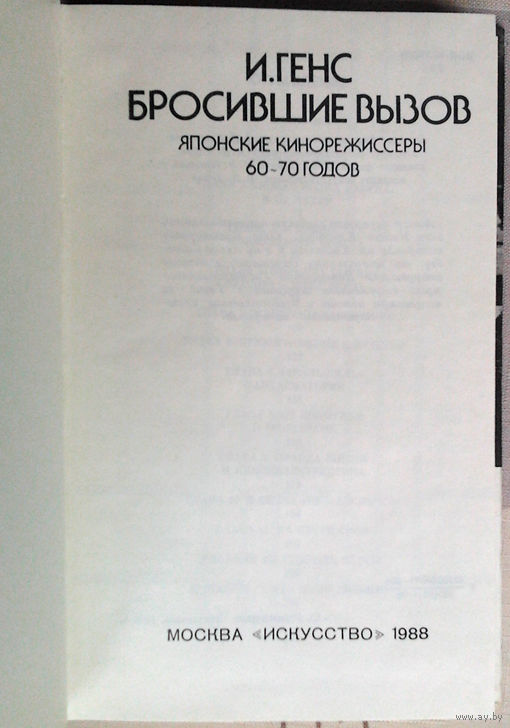 И.ГЕНС
БРОСИВШИЕ ВЫЗОВ
ЯПОНСКИЕ КИНОРЕЖИССЕРЫ
60~70 ГОДОВ
МОСКВА «ИСКУССТВО» 1988
www.ay.by